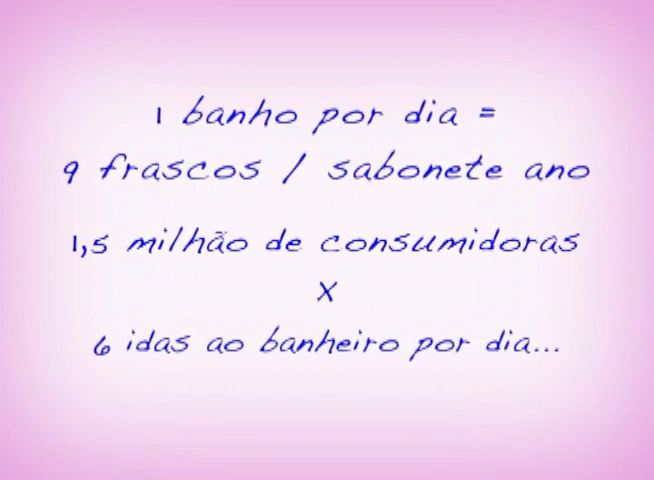 1 banho por dia =
9 frascos / sabonete ano
1,5 milhão de consumidoras
X
6 idas ao banheiro por dia...